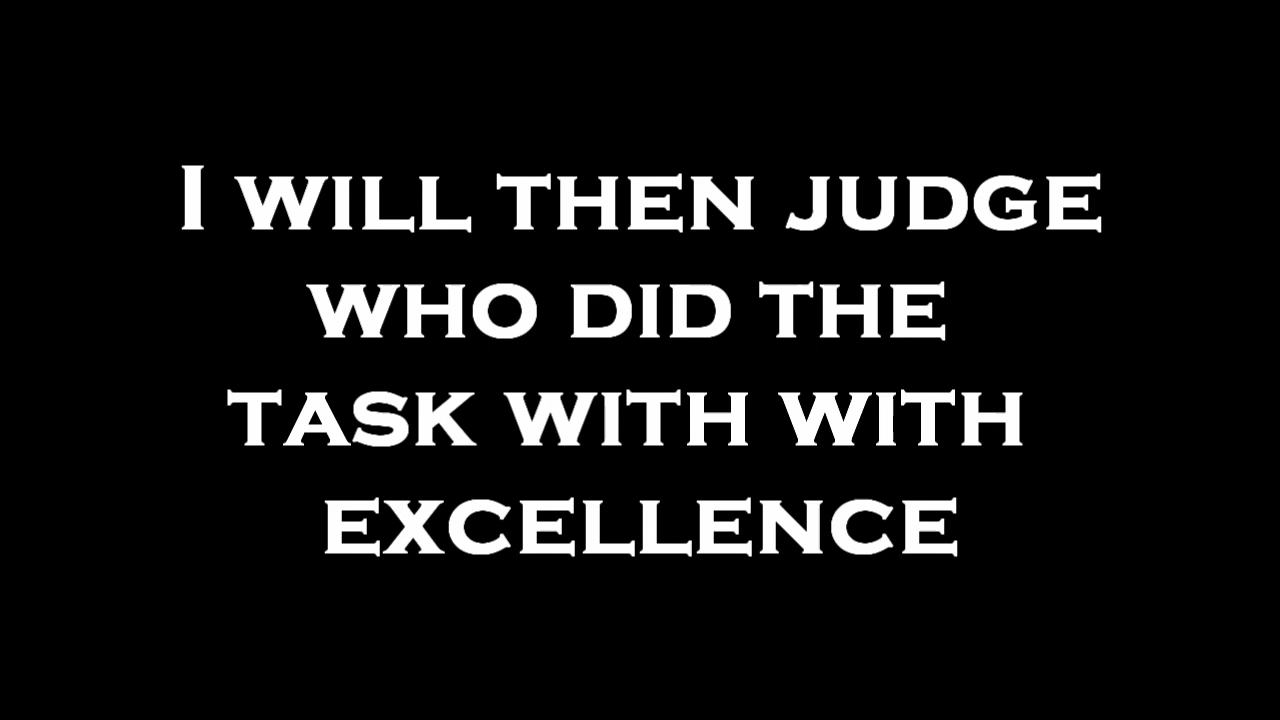 I WILL THEN JUDGE
WHO DID THE
TASK WITH WITH
EXCELLENCE